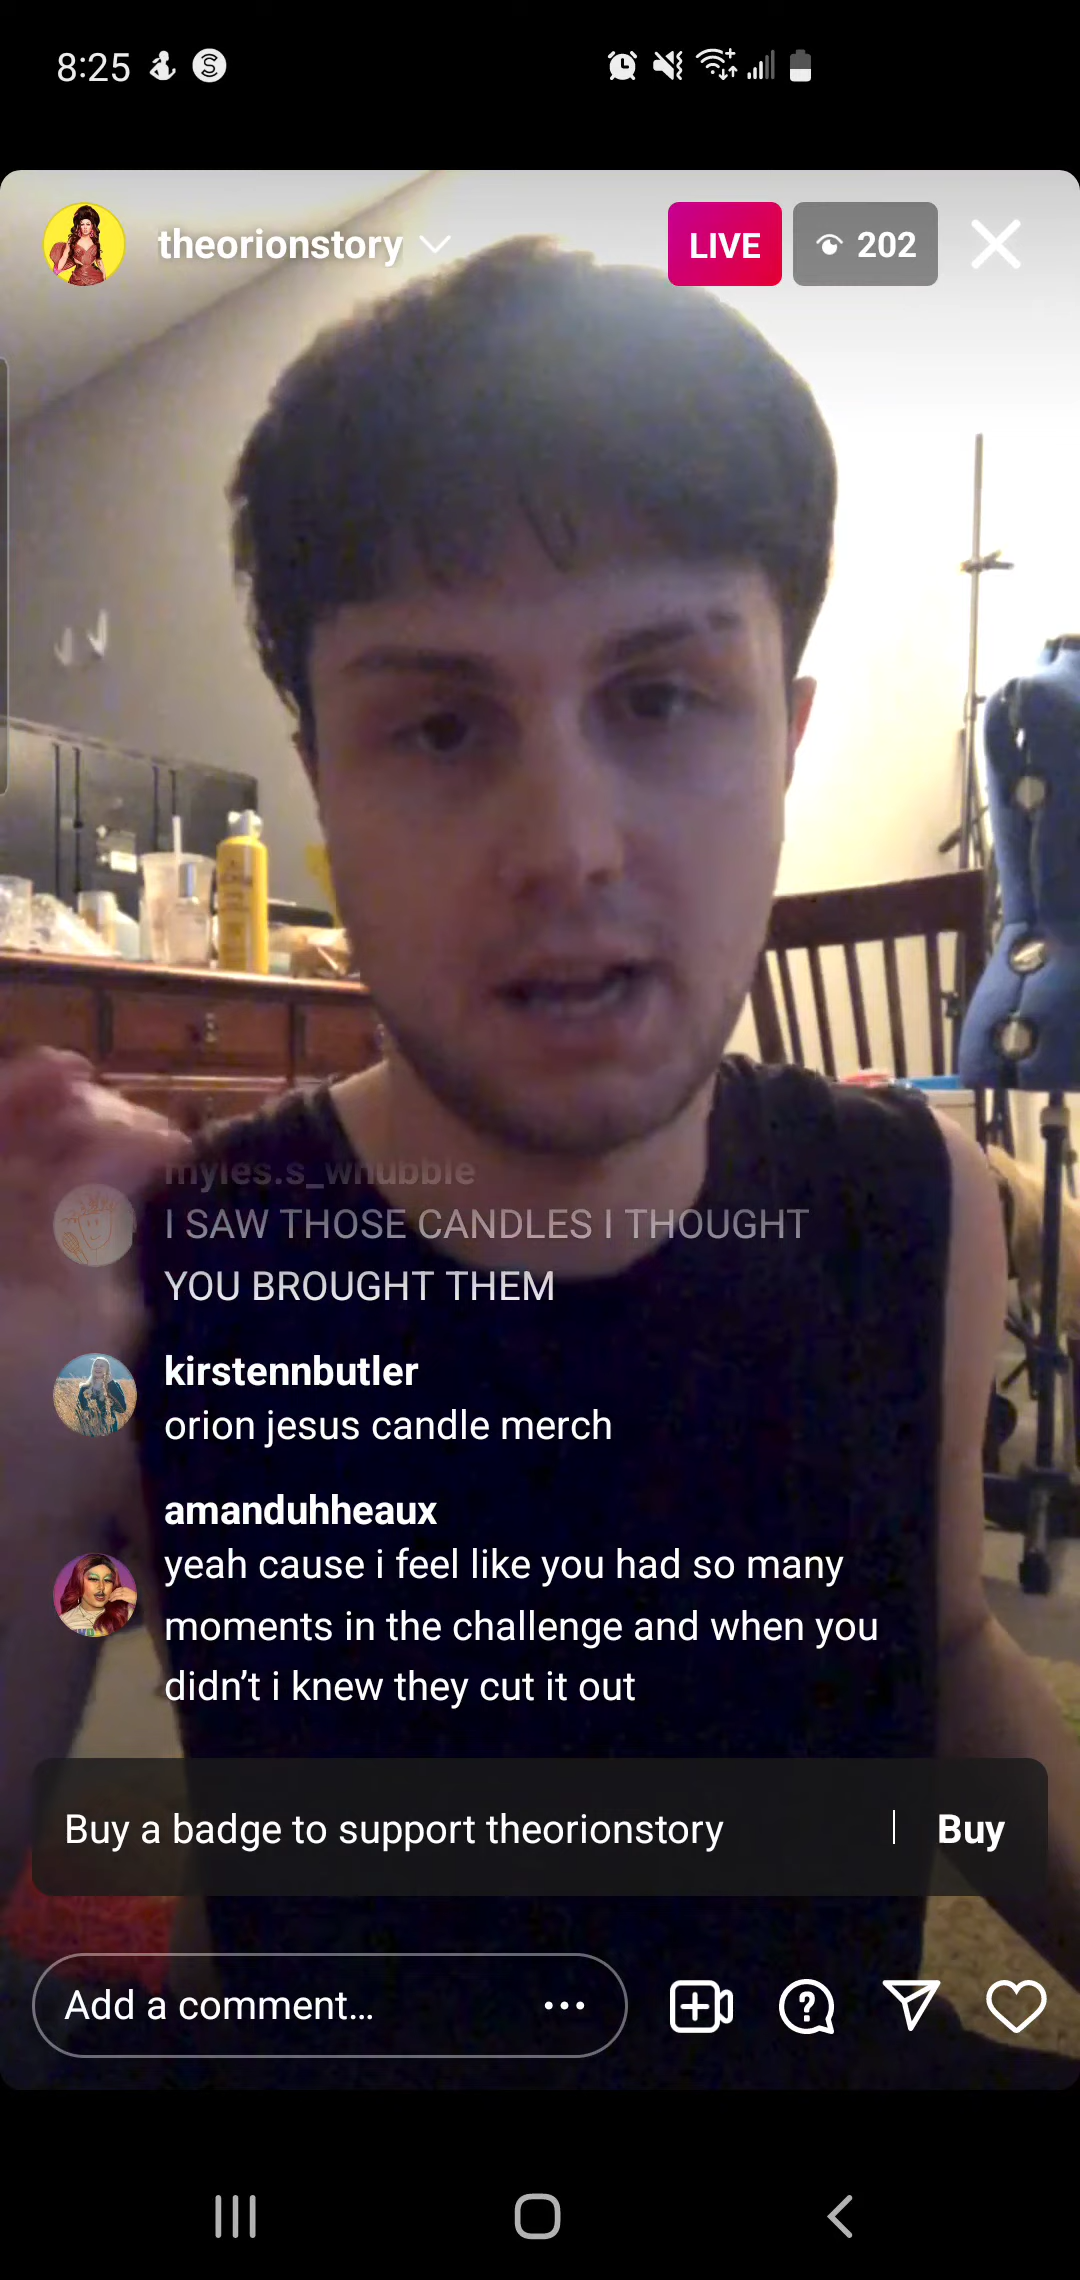 8:25
theorionstory
LIVE
202
myles.s_whubble
I SAW THOSE CANDLES I THOUGHT
YOU BROUGHT THEM
kirstennbutler
orion jesus candle merch
amanduhheaux
yeah cause i feel like you had so many
moments in the challenge and when you
didn’t i knew they cut it out
Buy a badge to support theorionstory | Buy
Add a comment...